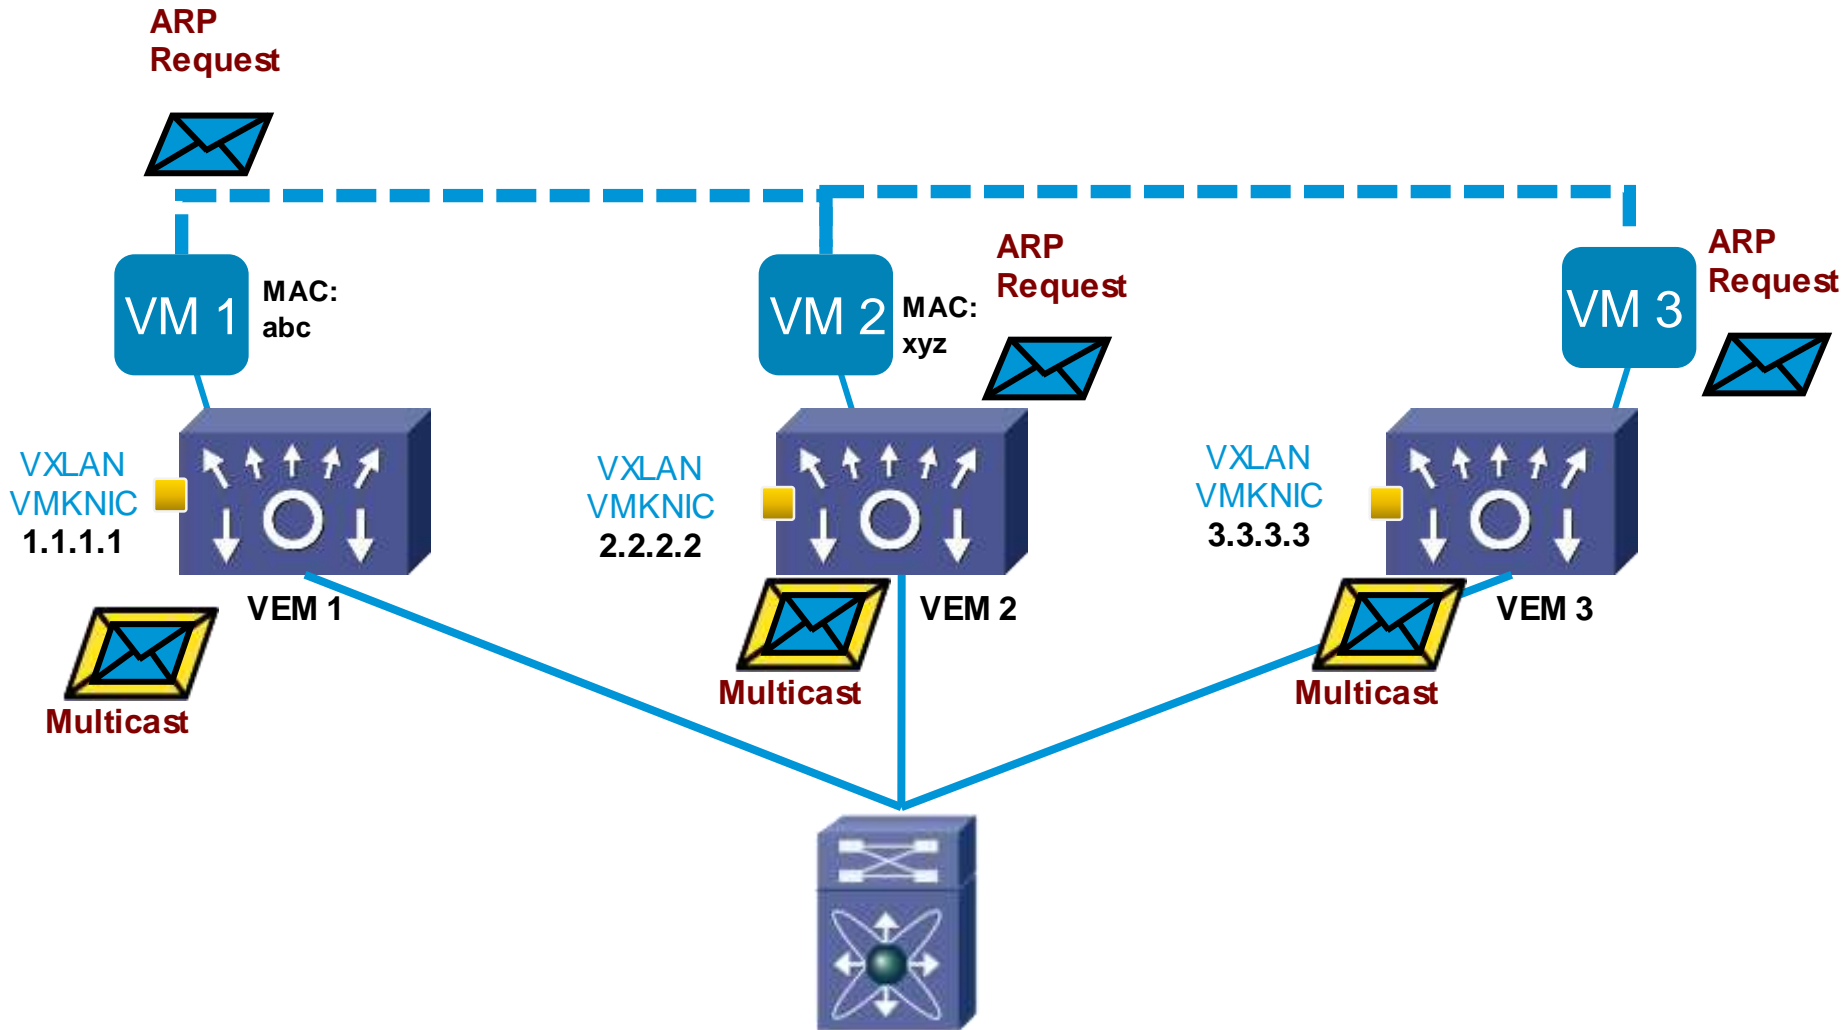 ARP
Request
VM 1
MAC:
abc
VM 2
MAC:
xyz
ARP
Request
VM 3
ARP
Request
VXLAN
VMKNIC
1.1.1.1
VXLAN
VMKNIC
2.2.2.2
VXLAN
VMKNIC
3.3.3.3
VEM 1
VEM 2
VEM 3
Multicast
Multicast
Multicast